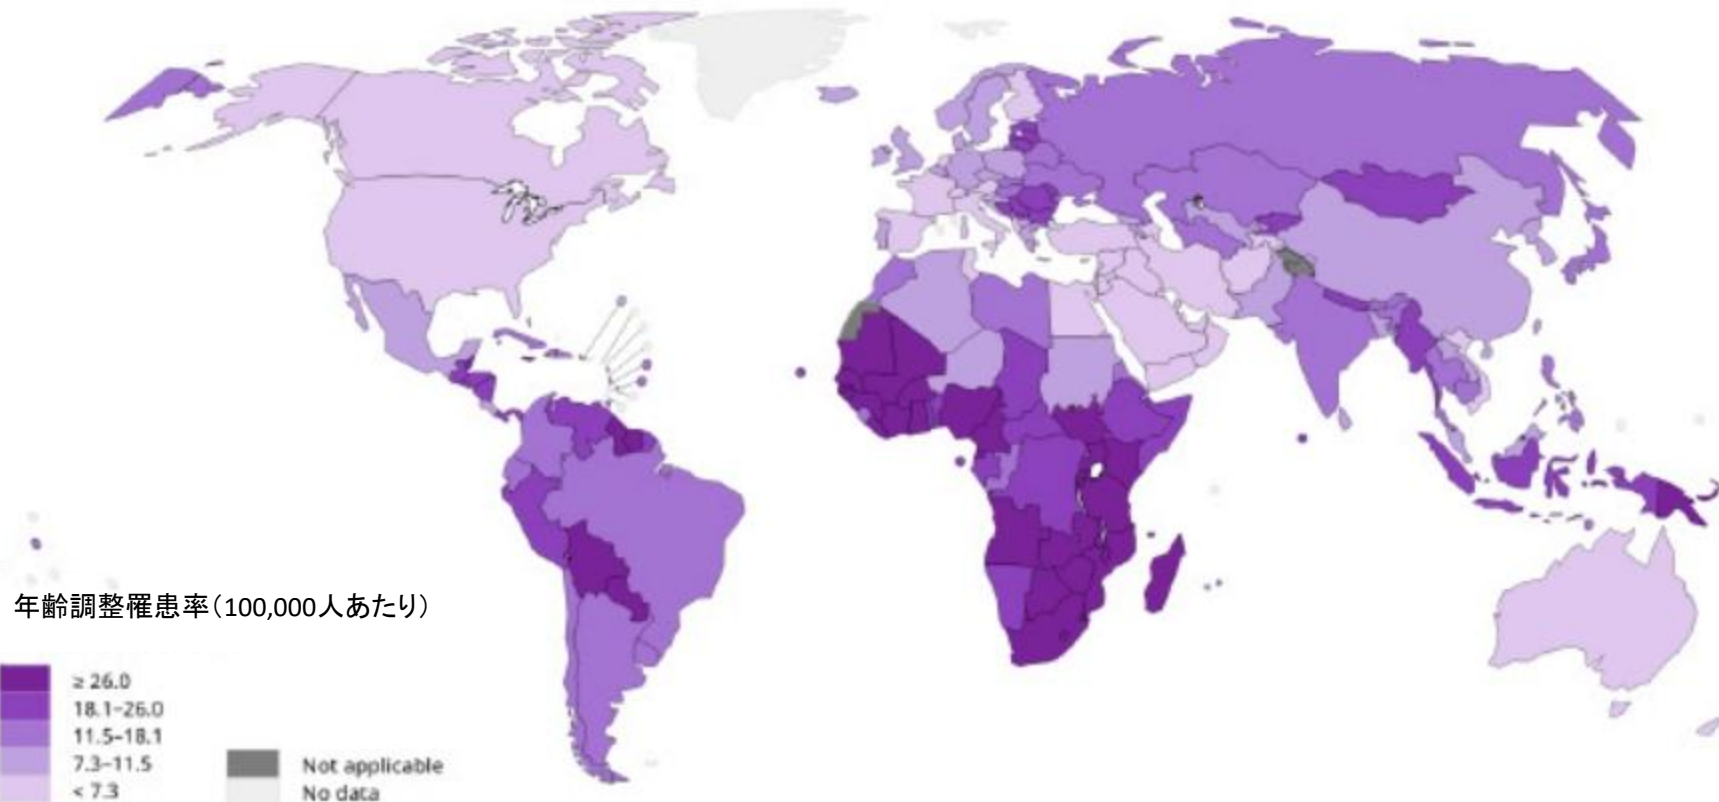 年齢調整罹患率（100,000人あたり）
≥ 26.0
18.1–26.0
11.5–18.1
7.3–11.5
< 7.3
Not applicable
No data